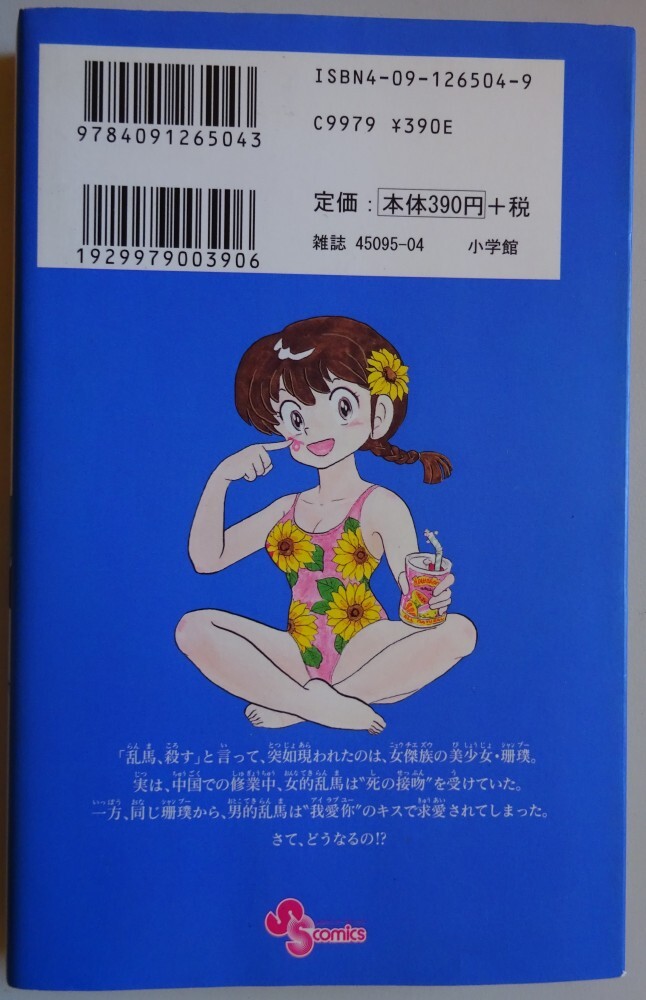 ISBN4-09-126504-9
9784091265043
C9979 ¥390E
定価：本体390円＋税
1929979003906
雑誌 45095-04 小学館
「乱馬、殺す」と言って、突如現われたのは、女傑族の美少女・珊璞。
実は、中国での修業中、女的乱馬は“死の接吻”を受けていた。
一方、同じ珊璞から、男的乱馬は“我愛你”のキスで求愛されてしまった。
さて、どうなるの!?
SS comics